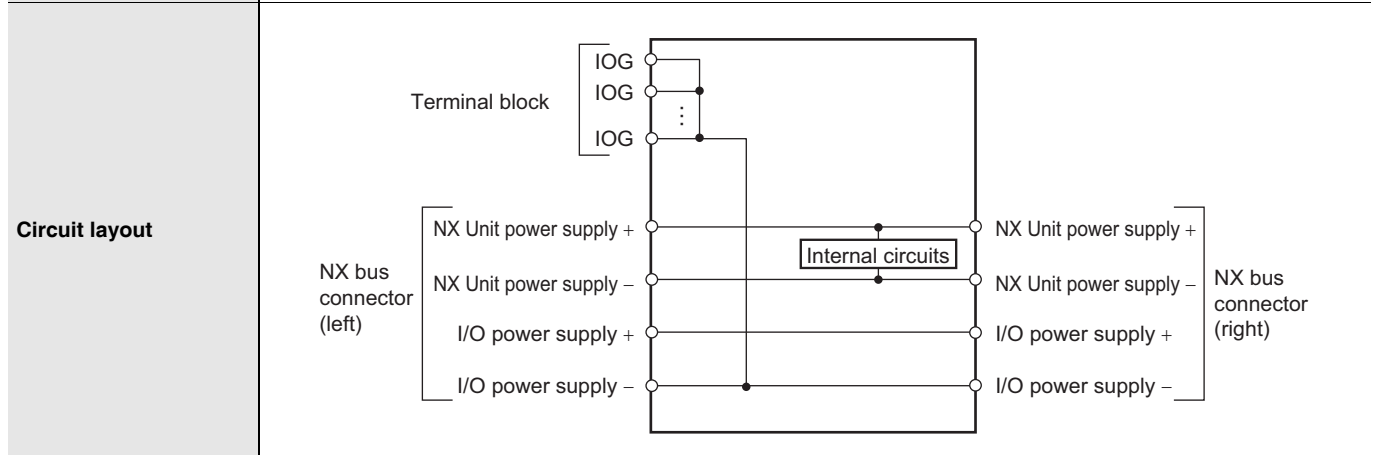 Circuit layout
Terminal block
IOG
IOG
⋮
IOG
NX bus
connector
(left)
NX Unit power supply +
NX Unit power supply −
I/O power supply +
I/O power supply −
Internal circuits
NX Unit power supply +
NX Unit power supply −
I/O power supply +
I/O power supply −
NX bus
connector
(right)